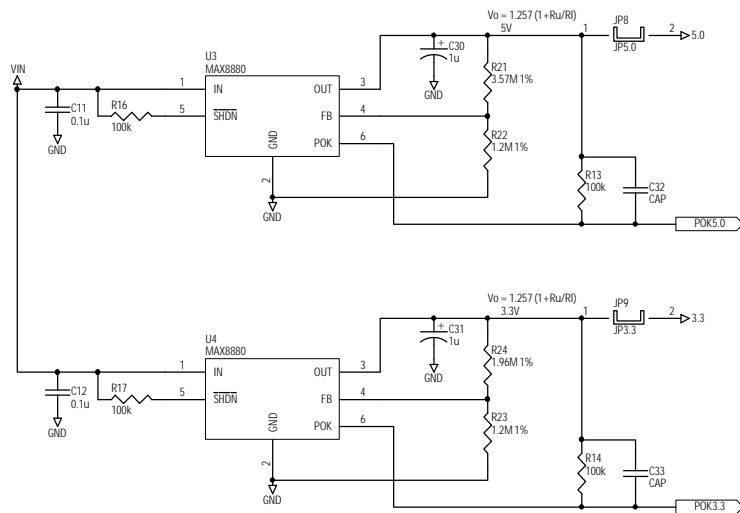 Vo = 1.257 (1+Ru/Rl)
5V
JP8
1
2
5.0
JP5.0
C30
1u
GND
R21
3.57M 1%
R22
1.2M 1%
VIN
U3
MAX8880
1
IN
OUT
3
R16
100k
5
SHDN
FB
4
POK
6
GND
2
GND
C11
0.1u
GND
R13
100k
C32
CAP
POK5.0
Vo = 1.257 (1+Ru/Rl)
3.3V
JP9
1
2
3.3
JP3.3
C31
1u
GND
R24
1.96M 1%
R23
1.2M 1%
U4
MAX8880
1
IN
OUT
3
R17
100k
5
SHDN
FB
4
POK
6
GND
2
GND
C12
0.1u
GND
R14
100k
C33
CAP
POK3.3